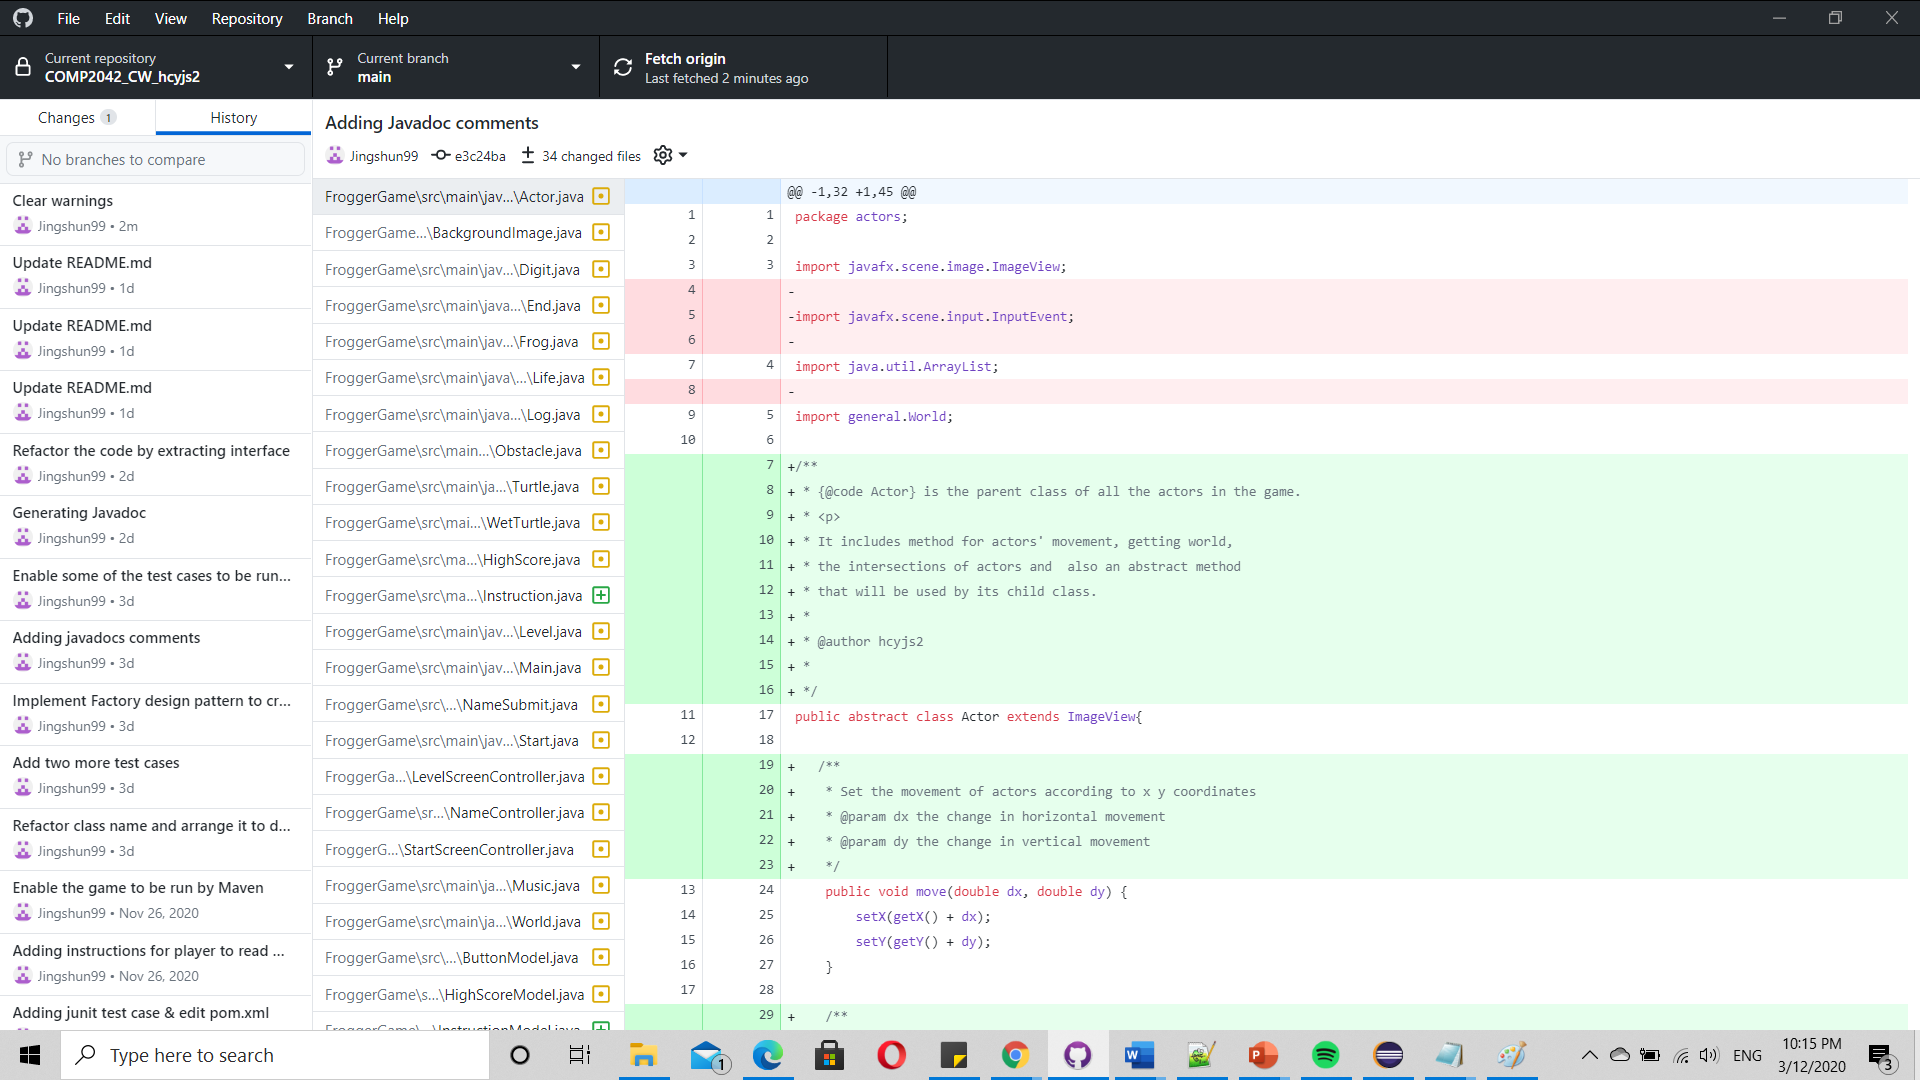 File Edit View Repository Branch Help
Current repository
COMP2042_CW_hcyjs2
Current branch
main
Fetch origin
Last fetched 2 minutes ago
Changes 1 History
No branches to compare
Clear warnings
Jingshun99 • 2m
Update README.md
Jingshun99 • 1d
Update README.md
Jingshun99 • 1d
Update README.md
Jingshun99 • 1d
Refactor the code by extracting interface
Jingshun99 • 2d
Generating Javadoc
Jingshun99 • 2d
Enable some of the test cases to be run...
Jingshun99 • 3d
Adding javadocs comments
Jingshun99 • 3d
Implement Factory design pattern to cr...
Jingshun99 • 3d
Add two more test cases
Jingshun99 • 3d
Refactor class name and arrange it to d...
Jingshun99 • 3d
Enable the game to be run by Maven
Jingshun99 • Nov 26, 2020
Adding instructions for player to read ...
Jingshun99 • Nov 26, 2020
Adding junit test case & edit pom.xml
Adding Javadoc comments
Jingshun99 e3c24ba 34 changed files
FroggerGame\src\main\jav...\Actor.java
FroggerGame...\BackgroundImage.java
FroggerGame\src\main\jav...\Digit.java
FroggerGame\src\main\java...\End.java
FroggerGame\src\main\jav...\Frog.java
FroggerGame\src\main\java\...\Life.java
FroggerGame\src\main\java...\Log.java
FroggerGame\src\main...\Obstacle.java
FroggerGame\src\main\ja...\Turtle.java
FroggerGame\src\mai...\WetTurtle.java
FroggerGame\src\ma...\HighScore.java
FroggerGame\src\ma...\Instruction.java
FroggerGame\src\main\jav...\Level.java
FroggerGame\src\main\jav...\Main.java
FroggerGame\src\...\NameSubmit.java
FroggerGame\src\main\jav...\Start.java
FroggerGa...\LevelScreenController.java
FroggerGame\sr...\NameController.java
FroggerG...\StartScreenController.java
FroggerGame\src\main\ja...\Music.java
FroggerGame\src\main\ja...\World.java
FroggerGame\src\...\ButtonModel.java
FroggerGame\s...\HighScoreModel.java
FroggerGame\...\InstructionModel.java
@@ -1,32 +1,45 @@
1 1 package actors;
2 2
3 3 import javafx.scene.image.ImageView;
4 -
5 -import javafx.scene.input.InputEvent;
6 -
7 4 import java.util.ArrayList;
8 -
9 5 import general.World;
10 6
7 +/**
8 + * {@code Actor} is the parent class of all the actors in the game.
9 + * <p>
10 + * It includes method for actors' movement, getting world,
11 + * the intersections of actors and  also an abstract method
12 + * that will be used by its child class.
13 + *
14 + * @author hcyjs2
15 + *
16 + */
11 17 public abstract class Actor extends ImageView{
12 18
19 + /**
20 + * Set the movement of actors according to x y coordinates
21 + * @param dx the change in horizontal movement
22 + * @param dy the change in vertical movement
23 + */
13 24 public void move(double dx, double dy) {
14 25 setX(getX() + dx);
15 26 setY(getY() + dy);
16 27 }
17 28
29 + /**
Type here to search
1
ENG
10:15 PM
3/12/2020
3